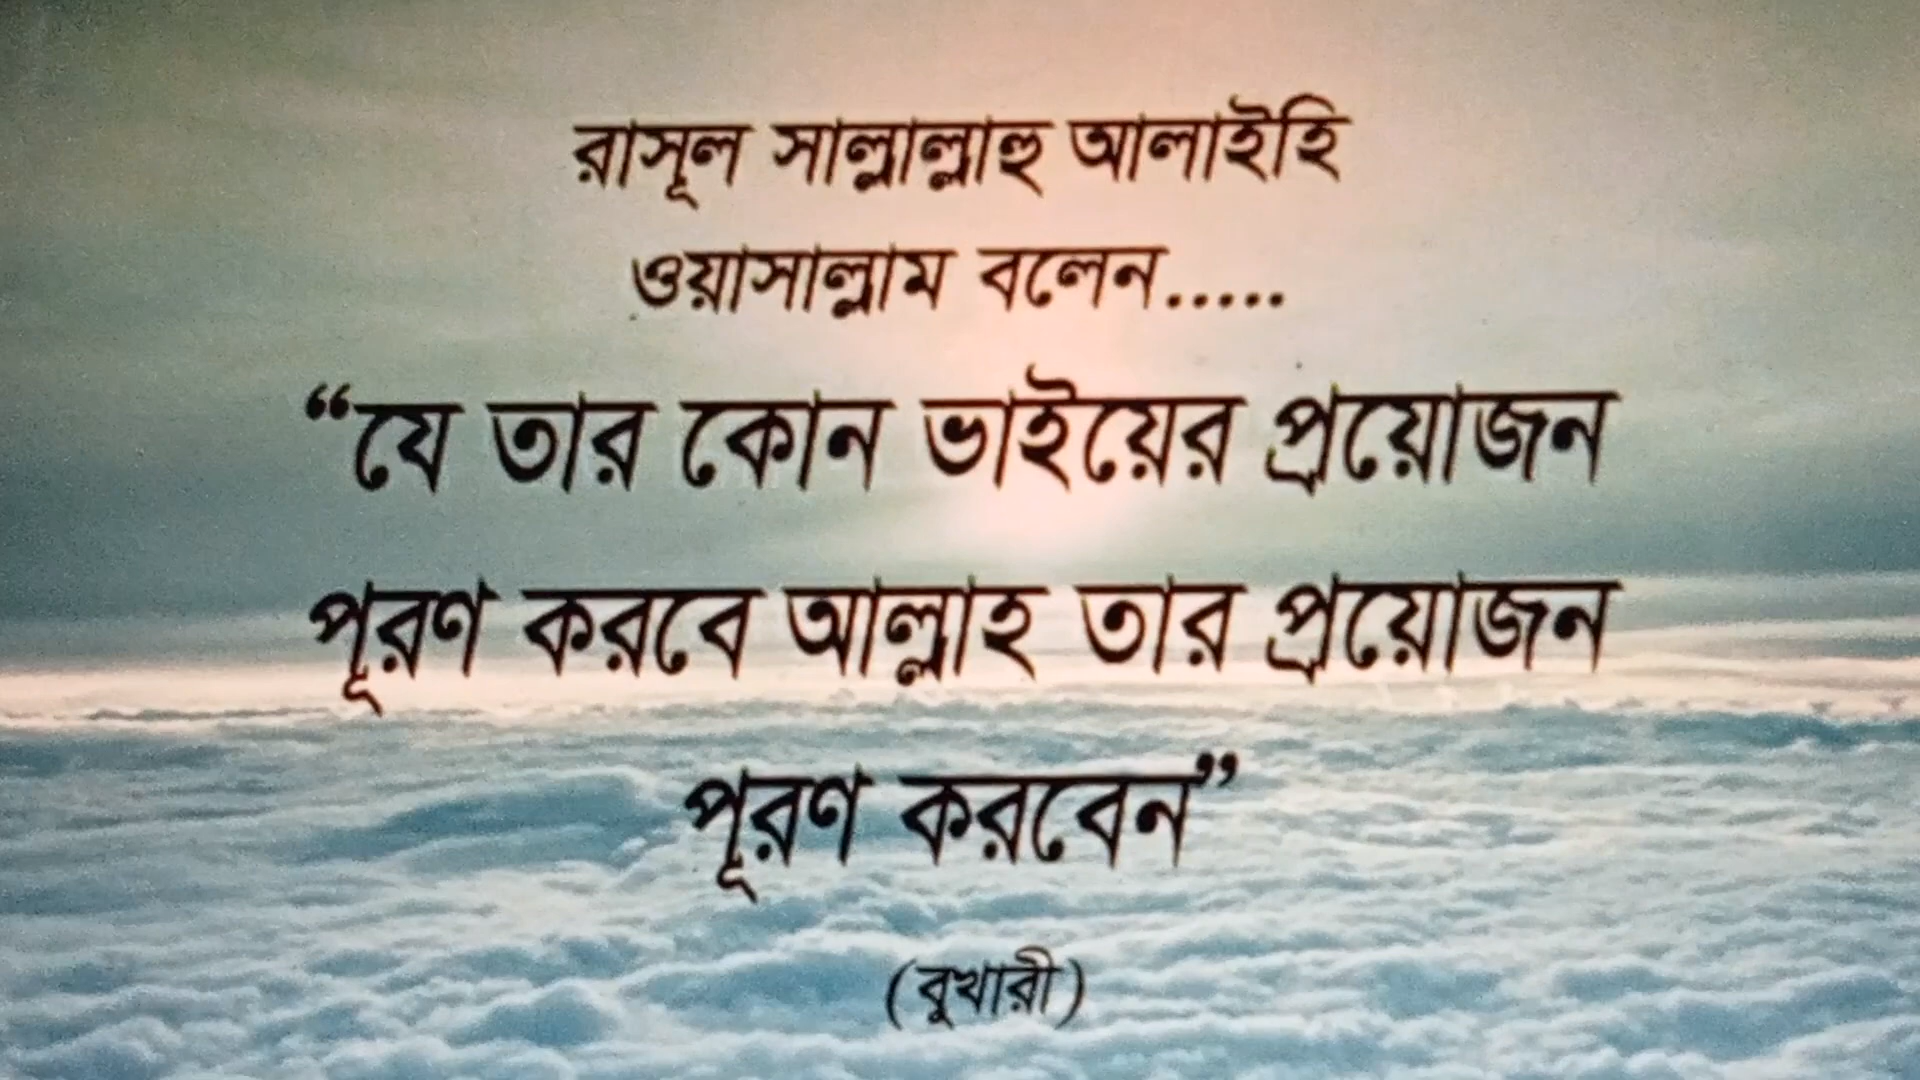 রাসূল সাল্লাল্লাহু আলাইহি
ওয়াসাল্লাম বলেন.....
“যে তার কোন ভাইয়ের প্রয়োজন
পূরণ করবে আল্লাহ তার প্রয়োজন
পূরণ করবেন”
(বুখারী)